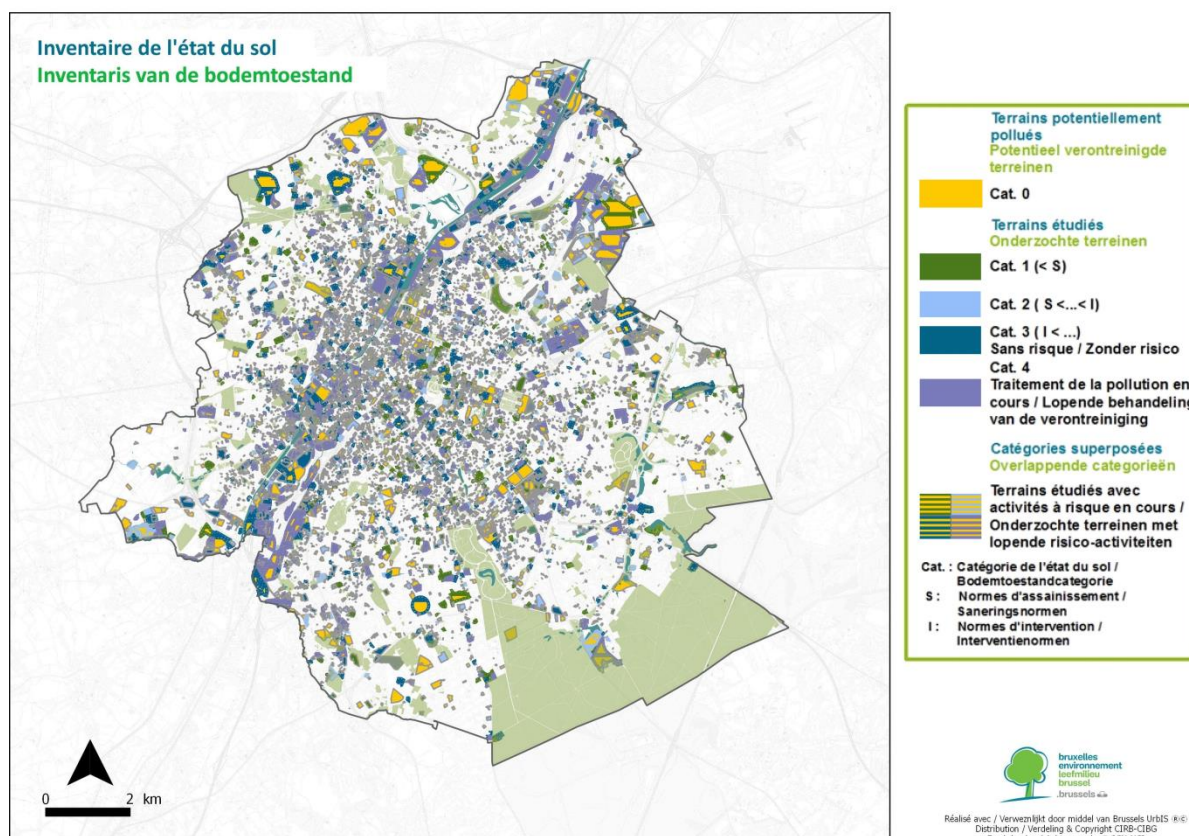 Inventaire de l'état du sol
Inventaris van de bodemtoestand
0 2 km
Terrains potentiellement
pollués
Potentieel verontreinigde
terreinen
Cat. 0
Terrains étudiés
Onderzochte terreinen
Cat. 1 (< S)
Cat. 2 ( S <...< I)
Cat. 3 ( I < ...)
Sans risque / Zonder risico
Cat. 4
Traitement de la pollution en
cours / Lopende behandeling
van de verontreiniging
Catégories superposées
Overlappende categorieën
Terrains étudiés avec
activités à risque en cours /
Onderzochte terreinen met
lopende risico-activiteiten
Cat. : Catégorie de l'état du sol /
Bodemtoestandcategorie
S : Normes d'assainissement /
Saneringsnormen
I : Normes d'intervention /
Interventienormen
bruxelles
environnement
leefmilieu
brussel
.brussels
Réalisé avec / Verwezenlijkt door middel van Brussels UrbIS ®©
Distribution / Verdeling & Copyright CIRB-CIBG